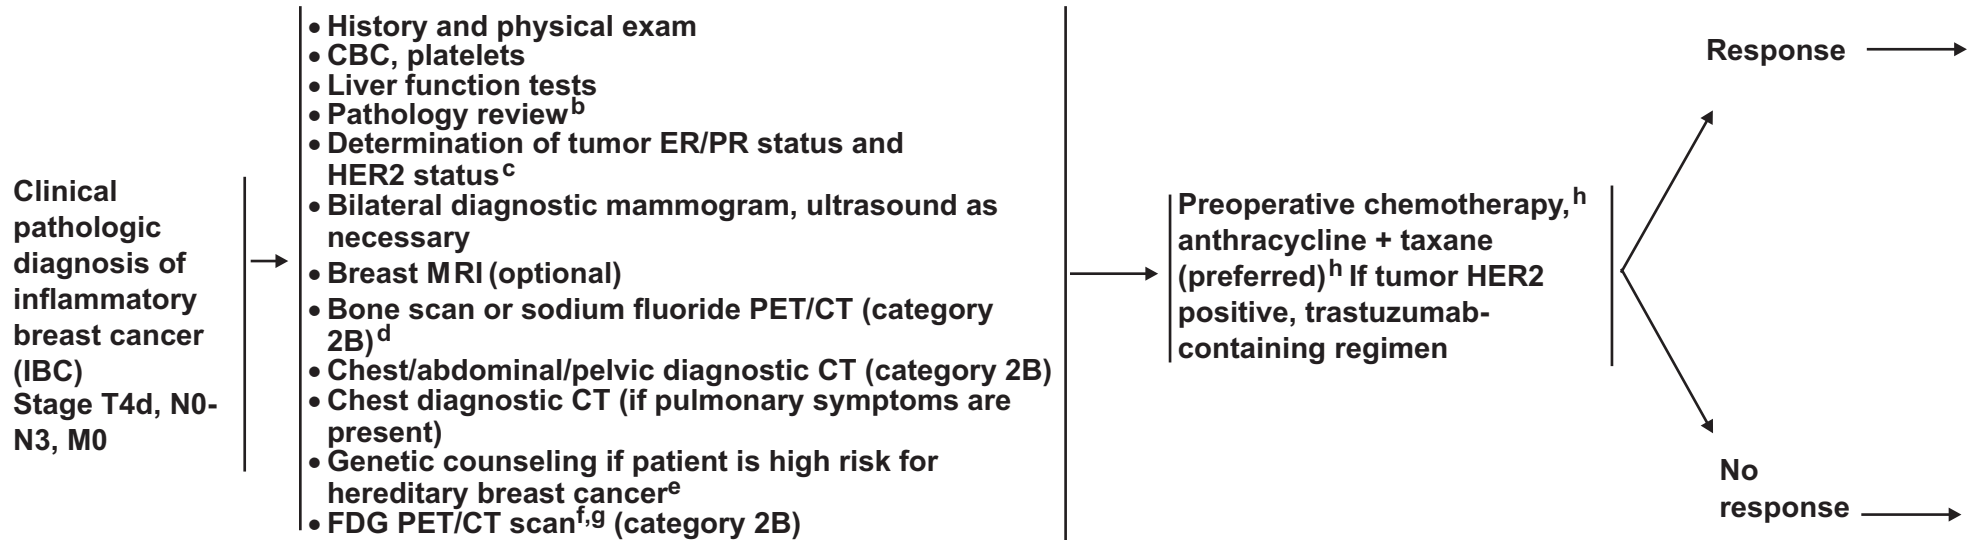 Clinical
pathologic
diagnosis of
inflammatory
breast cancer
(IBC)
Stage T4d, N0-
N3, M0
• History and physical exam
• CBC, platelets
• Liver function tests
• Pathology review b
• Determination of tumor ER/PR status and
HER2 status c
• Bilateral diagnostic mammogram, ultrasound as
necessary
• Breast MRI (optional)
• Bone scan or sodium fluoride PET/CT (category
2B) d
• Chest/abdominal/pelvic diagnostic CT (category 2B)
• Chest diagnostic CT (if pulmonary symptoms are
present)
• Genetic counseling if patient is high risk for
hereditary breast cancer e
• FDG PET/CT scan f,g (category 2B)
Preoperative chemotherapy, h
anthracycline + taxane
(preferred) h If tumor HER2
positive, trastuzumab-
containing regimen
Response
No
response